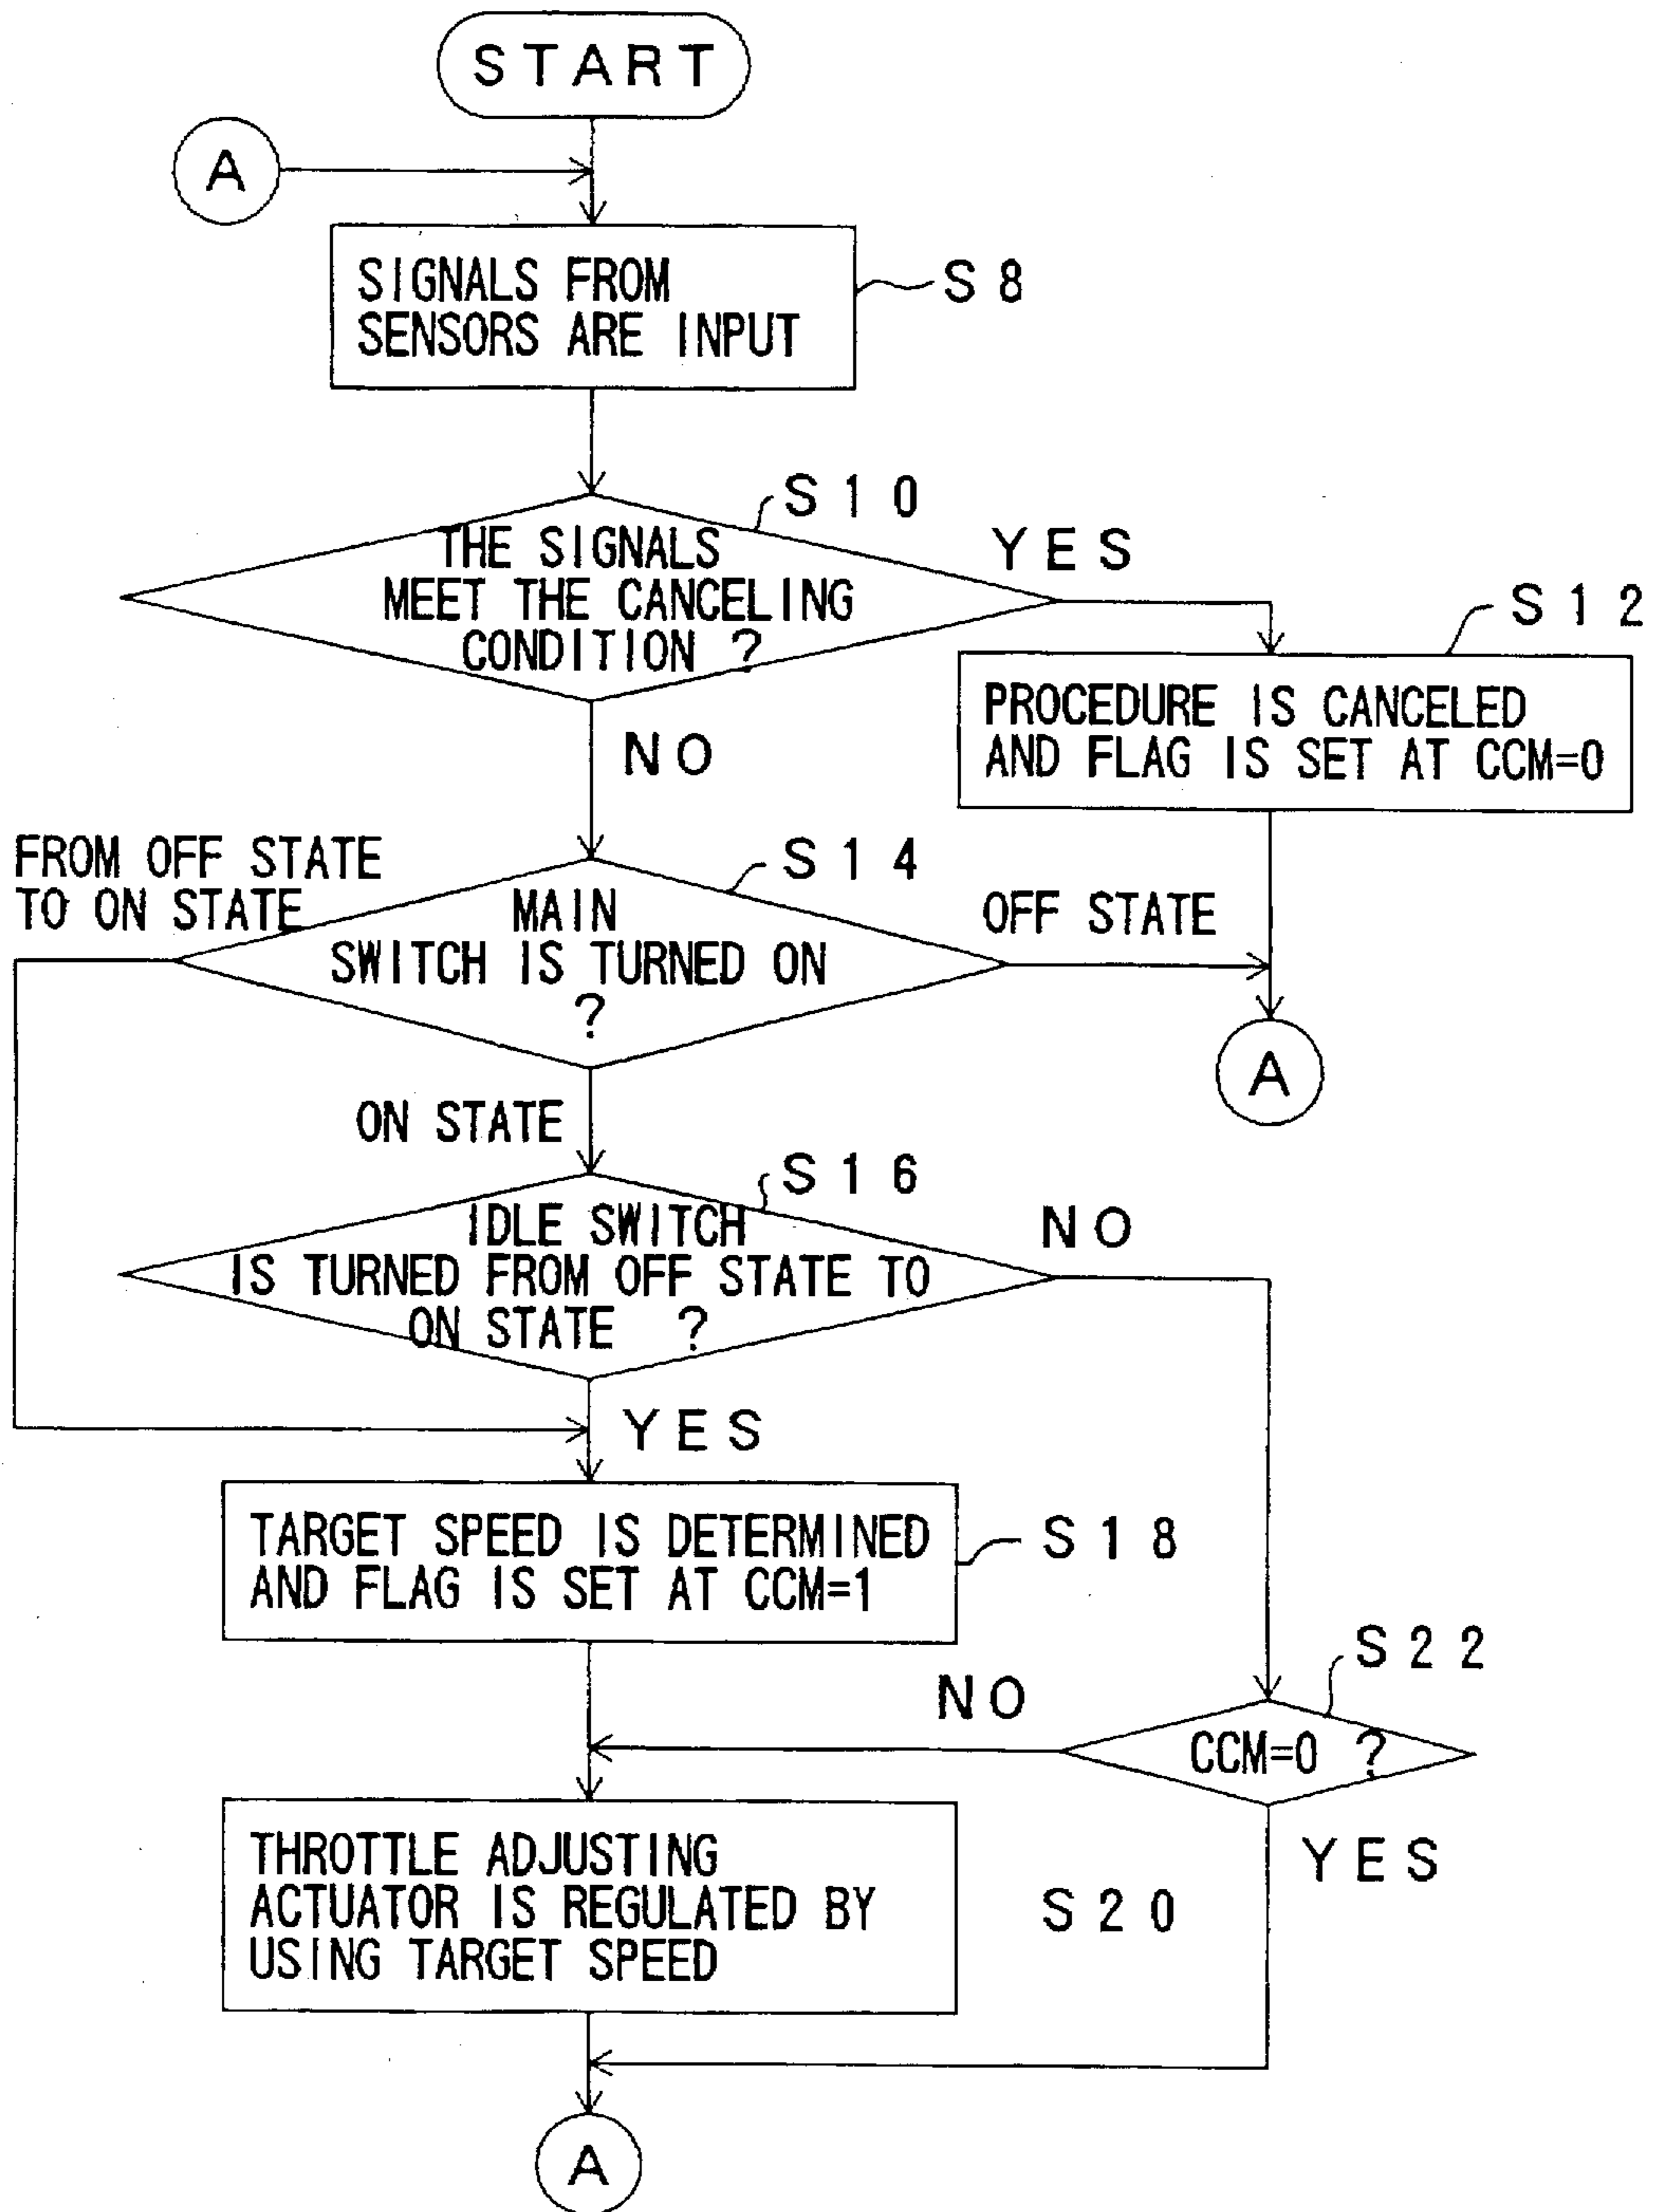 START
A
SIGNALS FROM
SENSORS ARE INPUT
S8
S10
THE SIGNALS
MEET THE CANCELING
CONDITION ?
YES
S12
PROCEDURE IS CANCELED
AND FLAG IS SET AT CCM=0
NO
FROM OFF STATE
TO ON STATE
S14
MAIN
SWITCH IS TURNED ON
?
OFF STATE
A
ON STATE
S16
IDLE SWITCH
IS TURNED FROM OFF STATE TO
ON STATE ?
NO
YES
TARGET SPEED IS DETERMINED
AND FLAG IS SET AT CCM=1
S18
S22
NO
CCM=0 ?
YES
THROTTLE ADJUSTING
ACTUATOR IS REGULATED BY
USING TARGET SPEED
S20
A